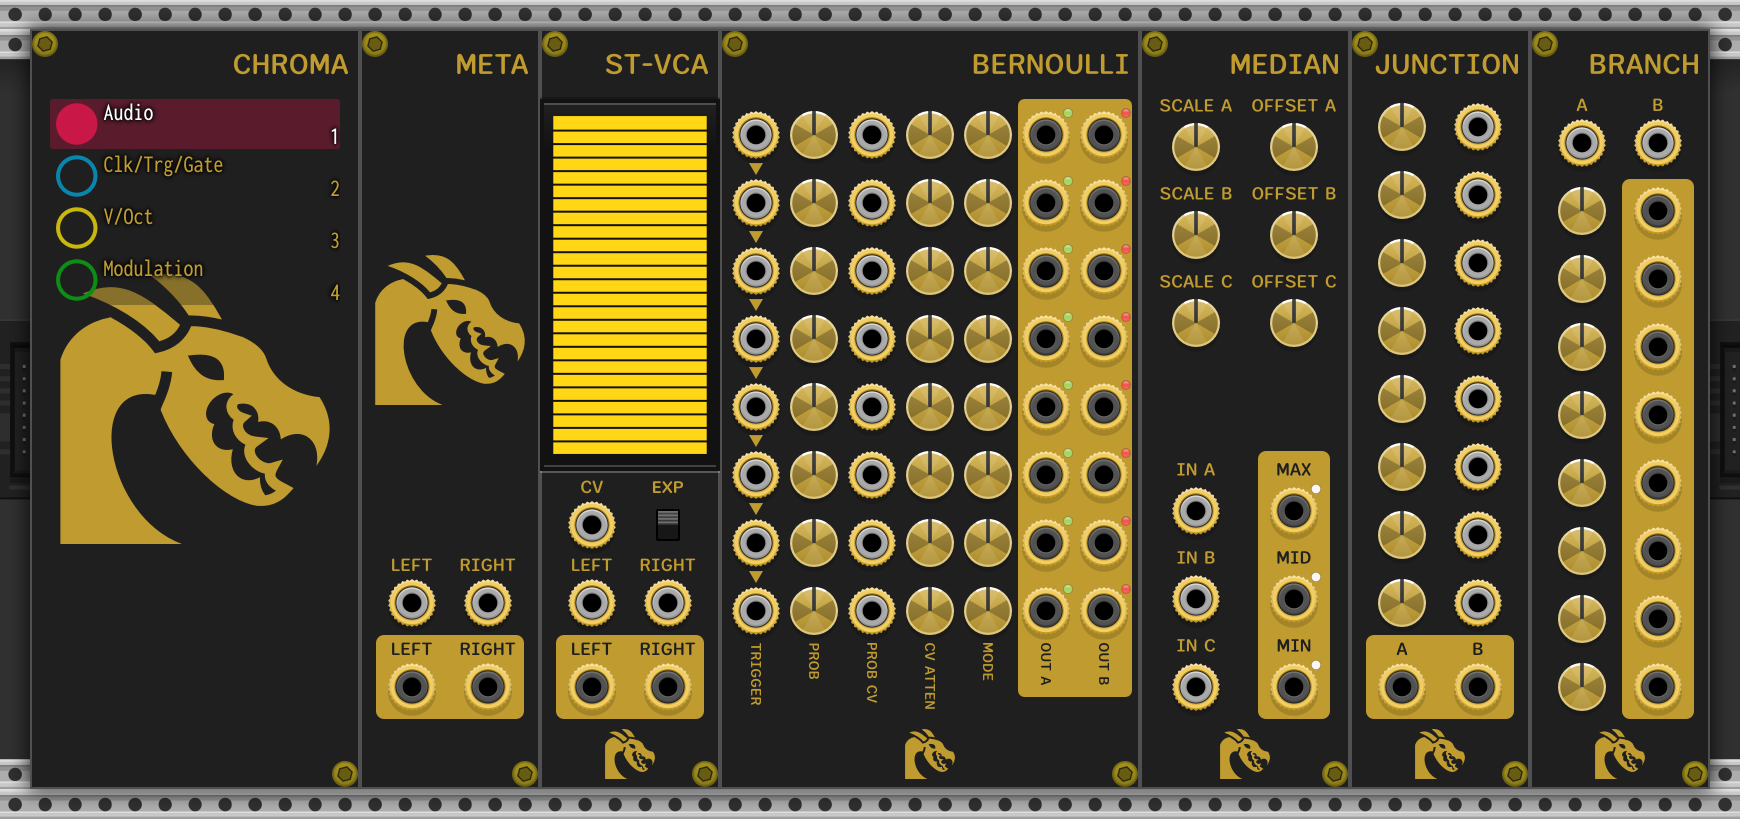 CHROMA
Audio
1
Clk/Trg/Gate
2
V/Oct
3
Modulation
4
META
LEFT RIGHT
LEFT RIGHT
ST-VCA
CV EXP
LEFT RIGHT
LEFT RIGHT
BERNOULLI
TRIGGER
PROB
PROB CV
CV ATTEN
MODE
OUT A
OUT B
MEDIAN
SCALE A OFFSET A
SCALE B OFFSET B
SCALE C OFFSET C
IN A MAX
IN B MID
IN C MIN
JUNCTION
A B
BRANCH
A B